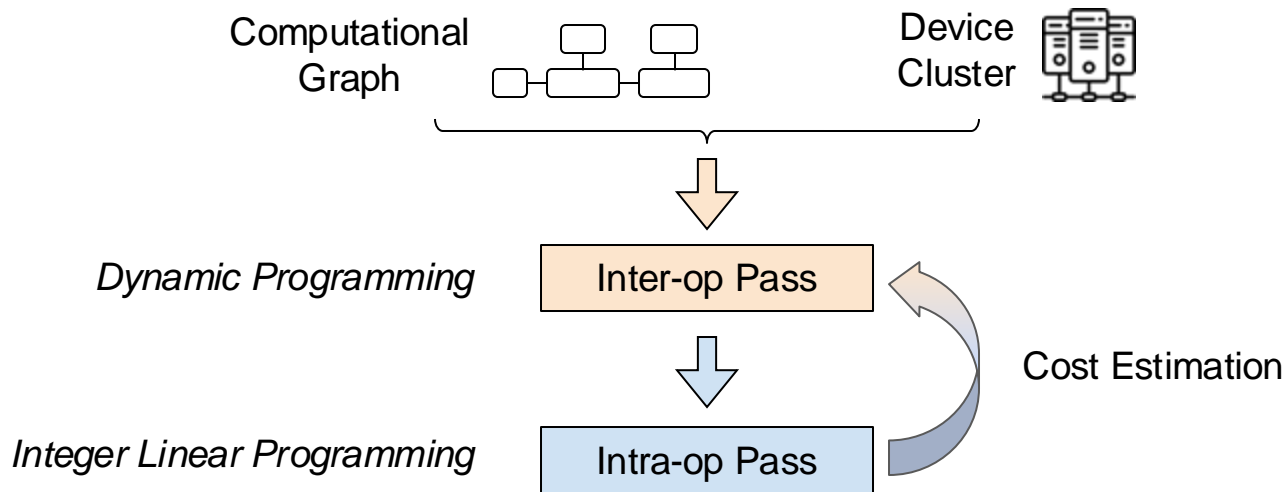 Computational
Graph
Device
Cluster
Dynamic Programming
Inter-op Pass
Cost Estimation
Integer Linear Programming
Intra-op Pass